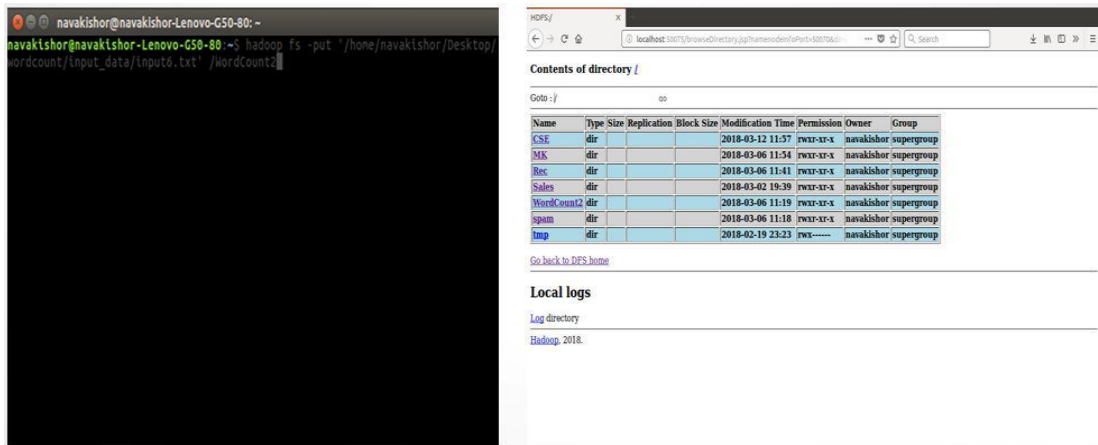 navakishor@navakishor-Lenovo-G50-80: ~
navakishor@navakishor-Lenovo-G50-80:~$ hadoop fs -put '/home/navakishor/Desktop/
wordcount/input_data/input6.txt' /WordCount2
HDFS:/ x
localhost:50075/browseDirectory.jsp?namenodeInfoPort=50070&di Search
Contents of directory /
Goto : / go
Name Type Size Replication Block Size Modification Time Permission Owner Group
CSE dir 2018-03-12 11:57 rwxr-xr-x navakishor supergroup
MK dir 2018-03-06 11:54 rwxr-xr-x navakishor supergroup
Rec dir 2018-03-06 11:41 rwxr-xr-x navakishor supergroup
Sales dir 2018-03-02 19:39 rwxr-xr-x navakishor supergroup
WordCount2 dir 2018-03-06 11:19 rwxr-xr-x navakishor supergroup
spam dir 2018-03-06 11:18 rwxr-xr-x navakishor supergroup
tmp dir 2018-02-19 23:23 rwx------ navakishor supergroup
Go back to DFS home
Local logs
Log directory
Hadoop, 2018.